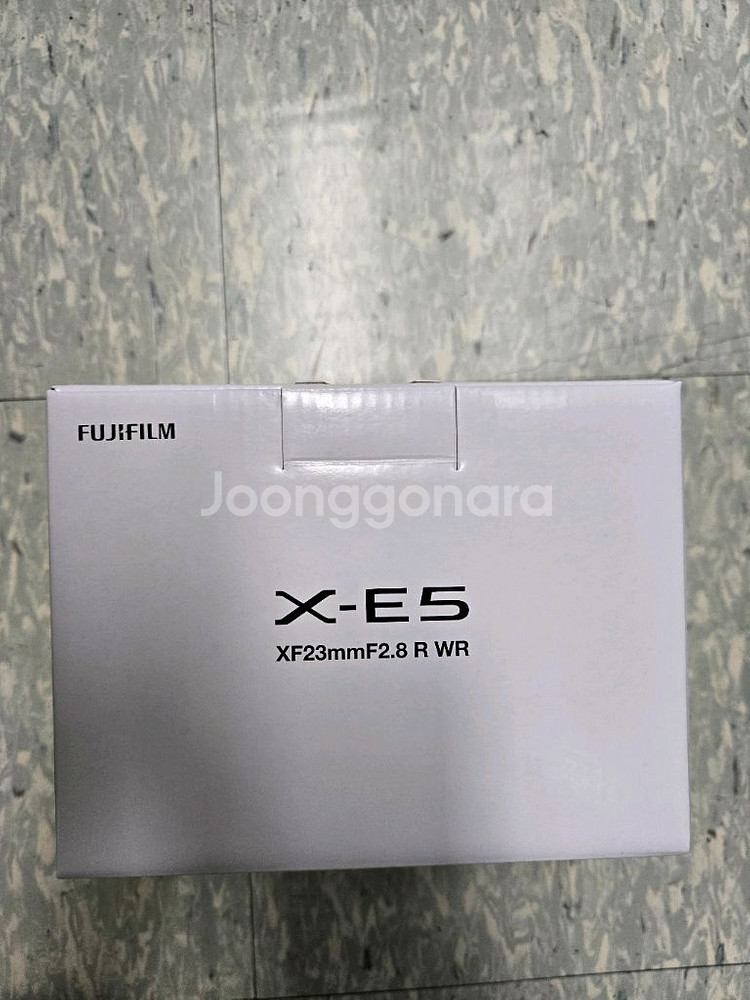 FUJIFILM
Joonggonara
X-E5
XF23mmF2.8 R WR